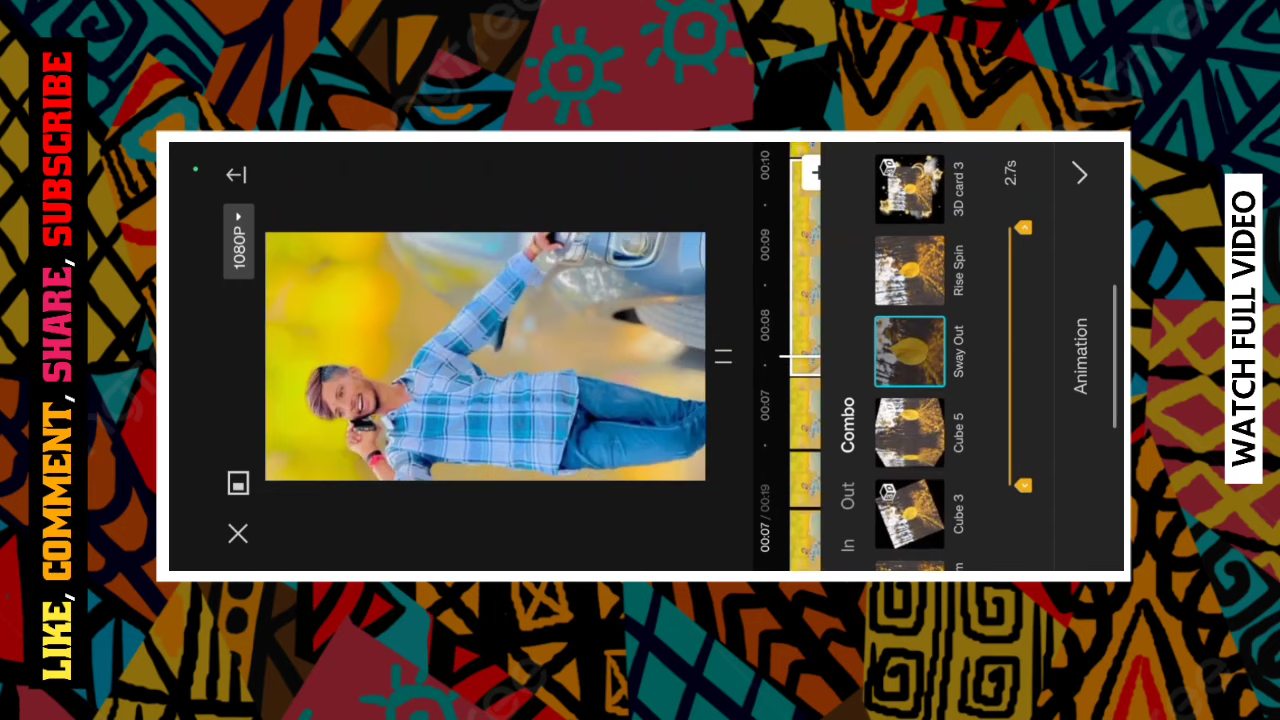 LIKE, COMMENT, SHARE, SUBSCRIBE
1080P
00:07 / 00:19
00:07
00:08
00:09
00:10
In Out Combo
Cube 3
Cube 5
Sway Out
Rise Spin
3D card 3
2.7s
Animation
WATCH FULL VIDEO